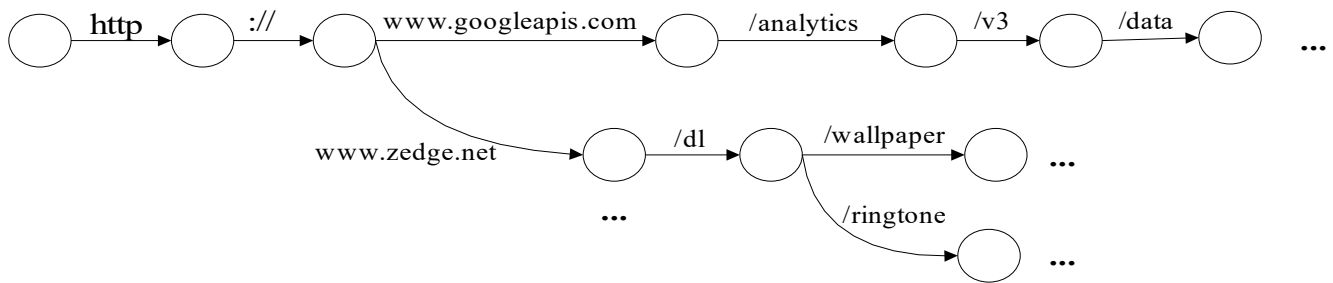 http :// www.googleapis.com /analytics /v3 /data ...
www.zedge.net /dl /wallpaper ...
...
/ringtone
...